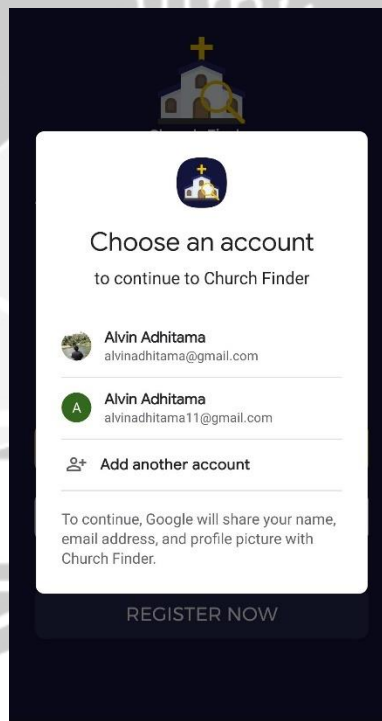 Choose an account
to continue to Church Finder
Alvin Adhitama
alvinadhitama@gmail.com
A
Alvin Adhitama
alvinadhitama11@gmail.com
Add another account
To continue, Google will share your name,
email address, and profile picture with
Church Finder.
REGISTER NOW